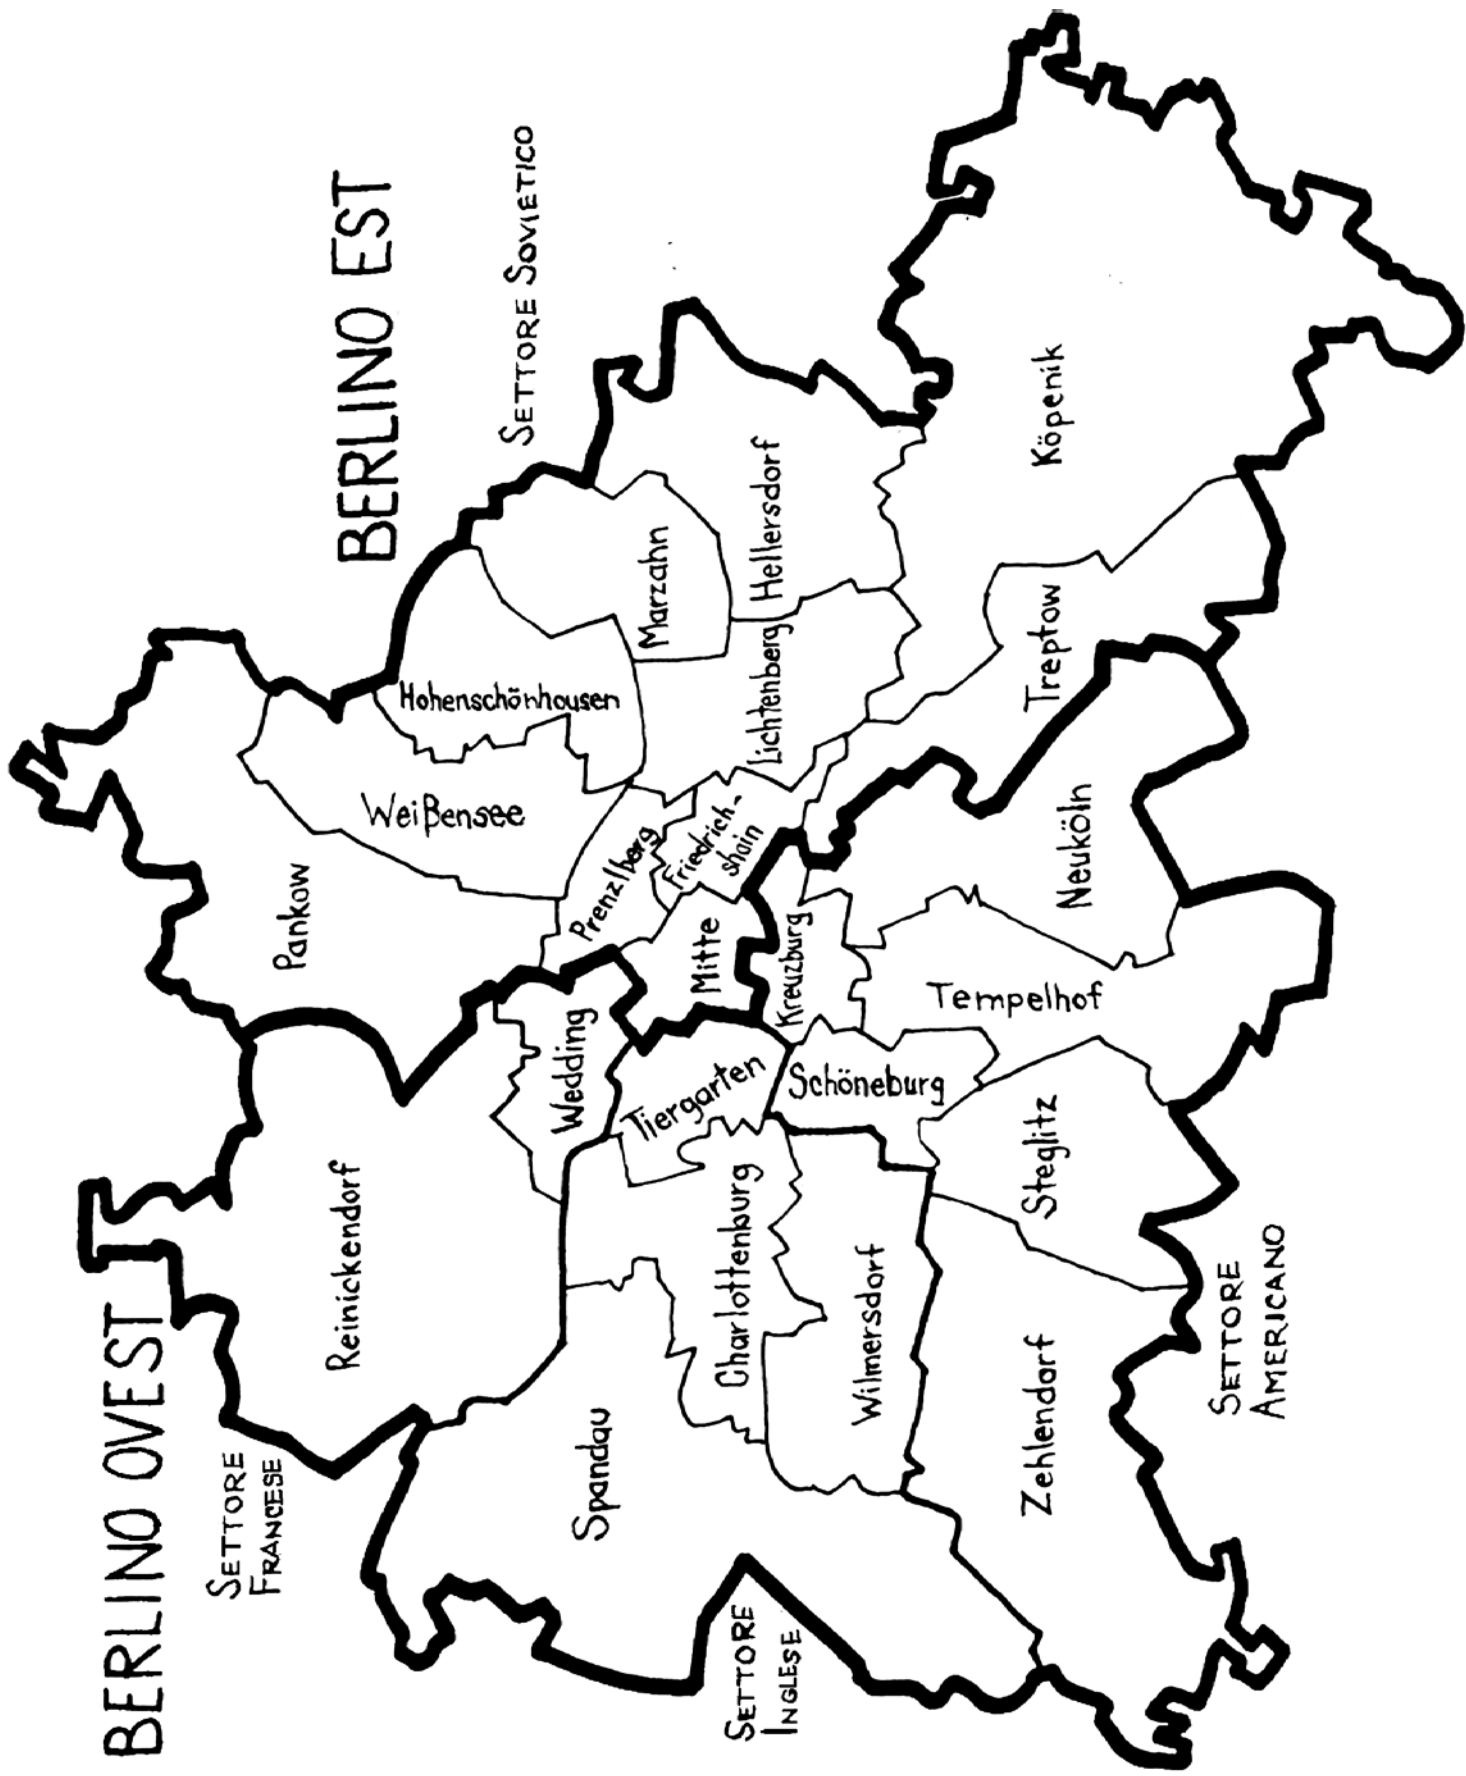 BERLINO OVEST
BERLINO EST
SETTORE
FRANCESE
SETTORE SOVIETICO
Pankow
Reinickendorf
Weißensee
Hohenschönhousen
Wedding
Prenzlberg
Marzahn
Spandau
Tiergarten
Mitte
Friedrich-
shain
Lichtenberg
Hellersdorf
Charlottenburg
Kreuzburg
SETTORE
INGLESE
Wilmersdorf
Schöneburg
Tempelhof
Neuköln
Treptow
Köpenik
Zehlendorf
Steglitz
SETTORE
AMERICANO